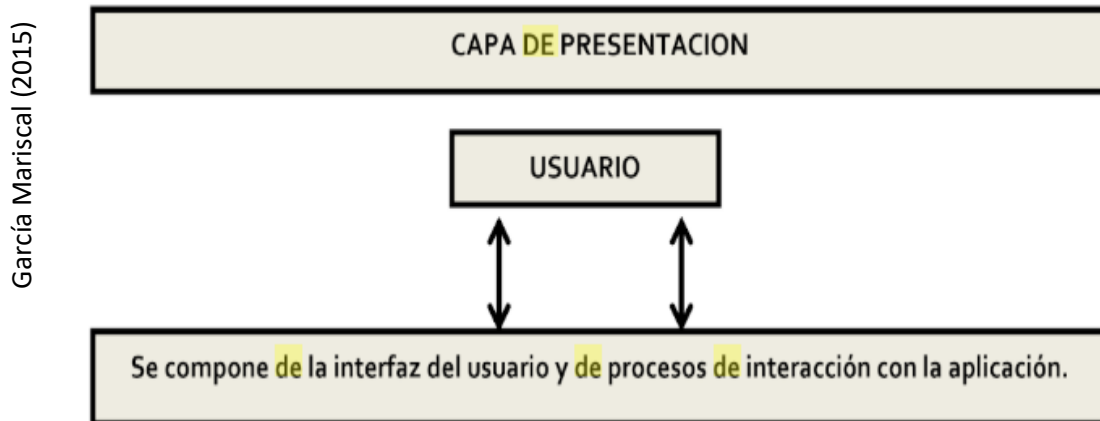 García Mariscal (2015)
CAPA DE PRESENTACION
USUARIO
Se compone de la interfaz del usuario y de procesos de interacción con la aplicación.